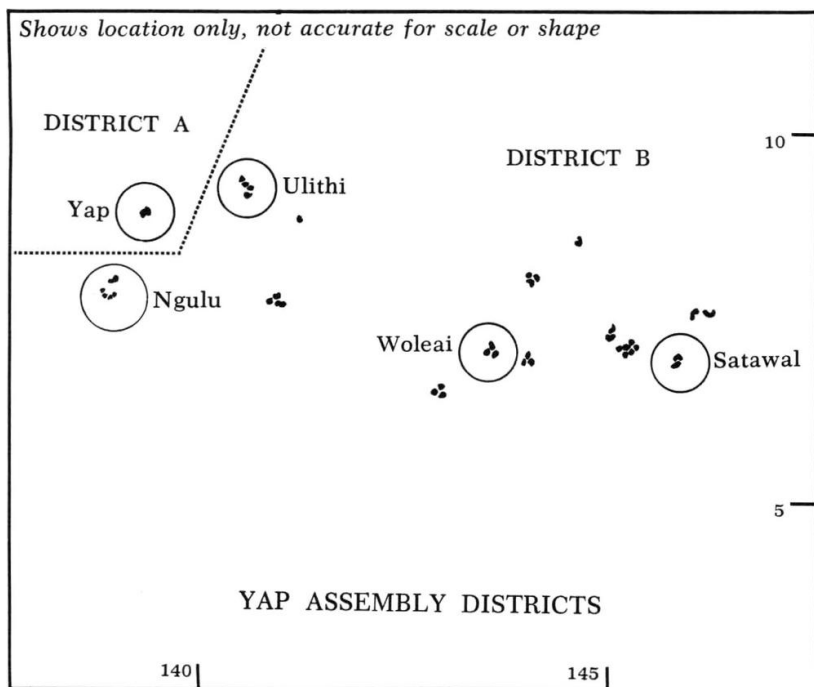 Shows location only, not accurate for scale or shape
DISTRICT A
10
DISTRICT B
Ulithi
Yap
Ngulu
Woleai
Satawal
5
YAP ASSEMBLY DISTRICTS
140
145